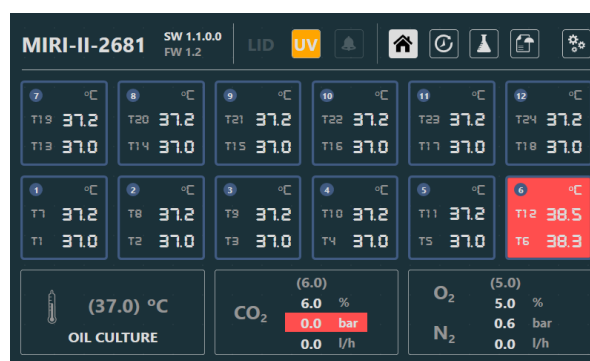 MIRI-II-2681 SW 1.1.0.0 LID UV
FW 1.2
7 °C 8 °C 9 °C 10 °C 11 °C 12 °C
T19 37.2 T20 37.2 T21 37.2 T22 37.2 T23 37.2 T24 37.2
T13 37.0 T14 37.0 T15 37.0 T16 37.0 T17 37.0 T18 37.0
1 °C 2 °C 3 °C 4 °C 5 °C 6 °C
T7 37.2 T8 37.2 T9 37.2 T10 37.2 T11 37.2 T12 38.5
T1 37.0 T2 37.0 T3 37.0 T4 37.0 T5 37.0 T6 38.3
(37.0) °C
OIL CULTURE
(6.0)
CO2 6.0 %
0.0 bar
0.0 l/h
(5.0)
O2 5.0 %
0.6 bar
N2 0.0 l/h